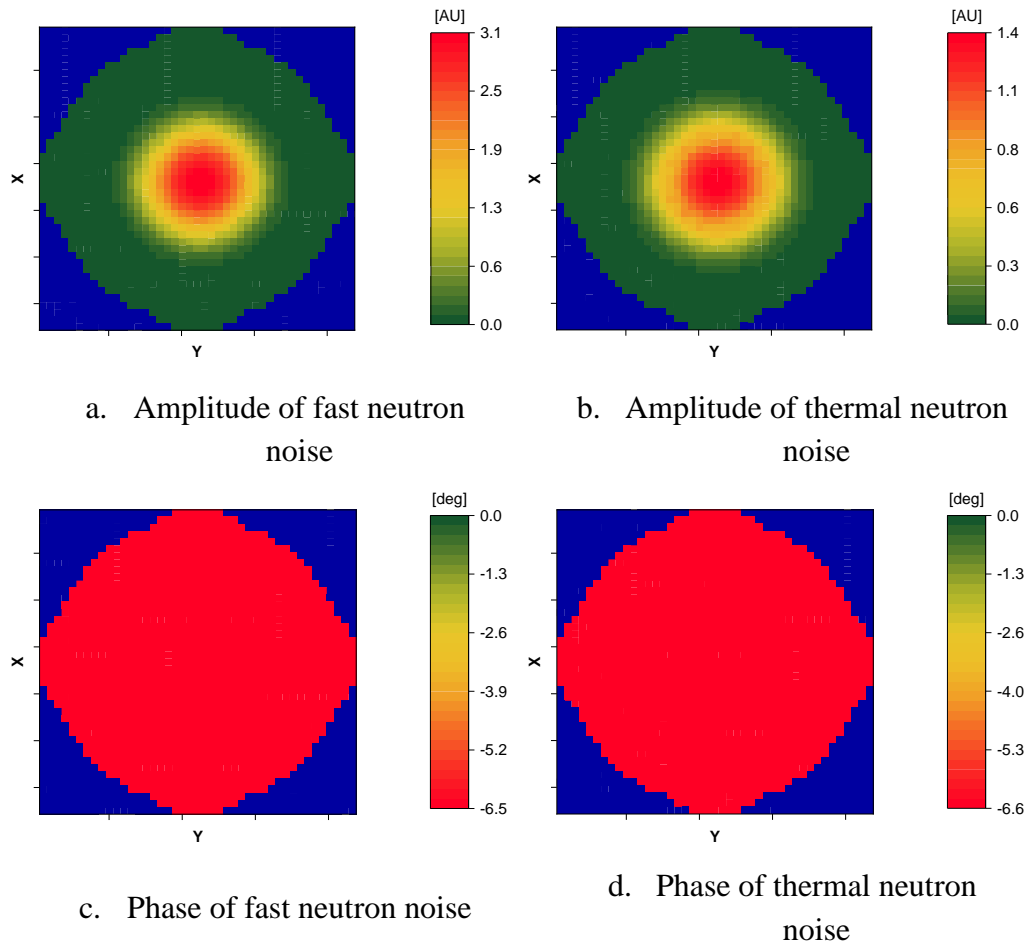 [AU]
3.1
2.5
1.9
1.3
0.6
0.0
X
Y
[AU]
1.4
1.1
0.8
0.6
0.3
0.0
X
Y
a. Amplitude of fast neutron
noise
b. Amplitude of thermal neutron
noise
[deg]
0.0
-1.3
-2.6
-3.9
-5.2
-6.5
X
Y
[deg]
0.0
-1.3
-2.6
-4.0
-5.3
-6.6
X
Y
c. Phase of fast neutron noise
d. Phase of thermal neutron
noise